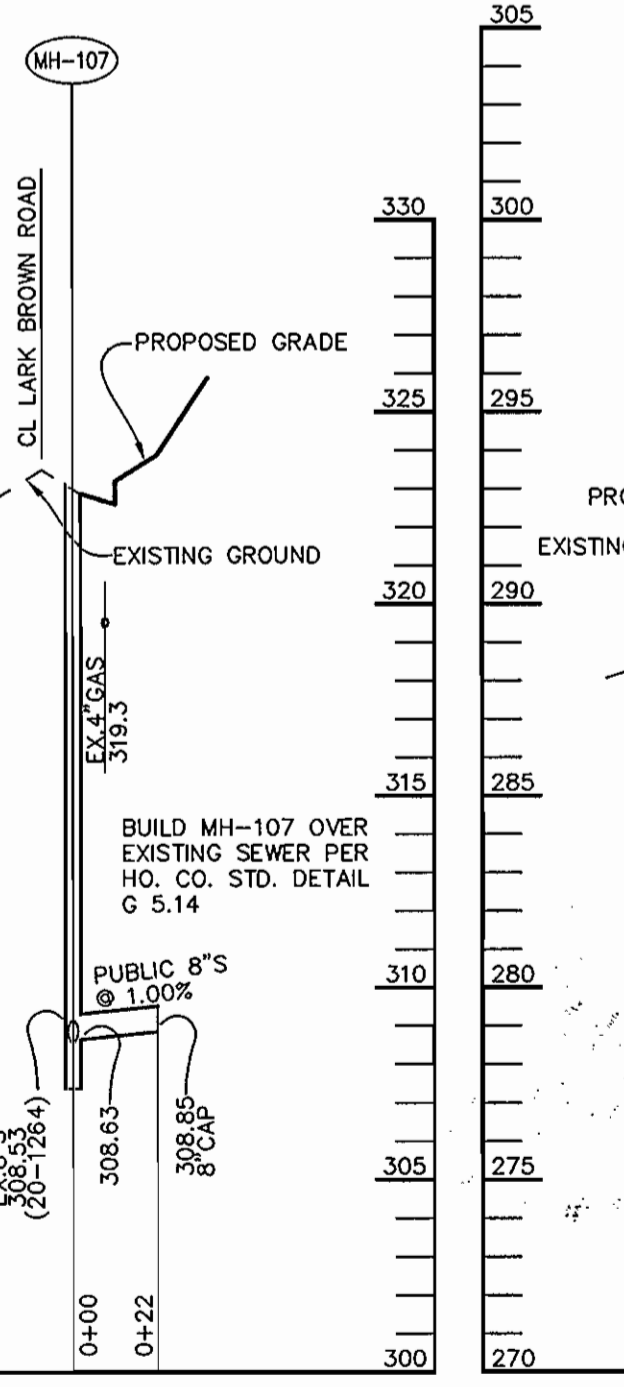 MH-107
CL LARK BROWN ROAD
PROPOSED GRADE
EXISTING GROUND
EX.4"GAS
319.3
BUILD MH-107 OVER
EXISTING SEWER PER
HO. CO. STD. DETAIL
G 5.14
PUBLIC 8"S
@ 1.00%
308.53
(20-1264)
308.63
308.85
8"CAP
0+00
0+22
330
325
320
315
310
305
300
305
300
295
290
285
280
275
270
PRO
EXISTING